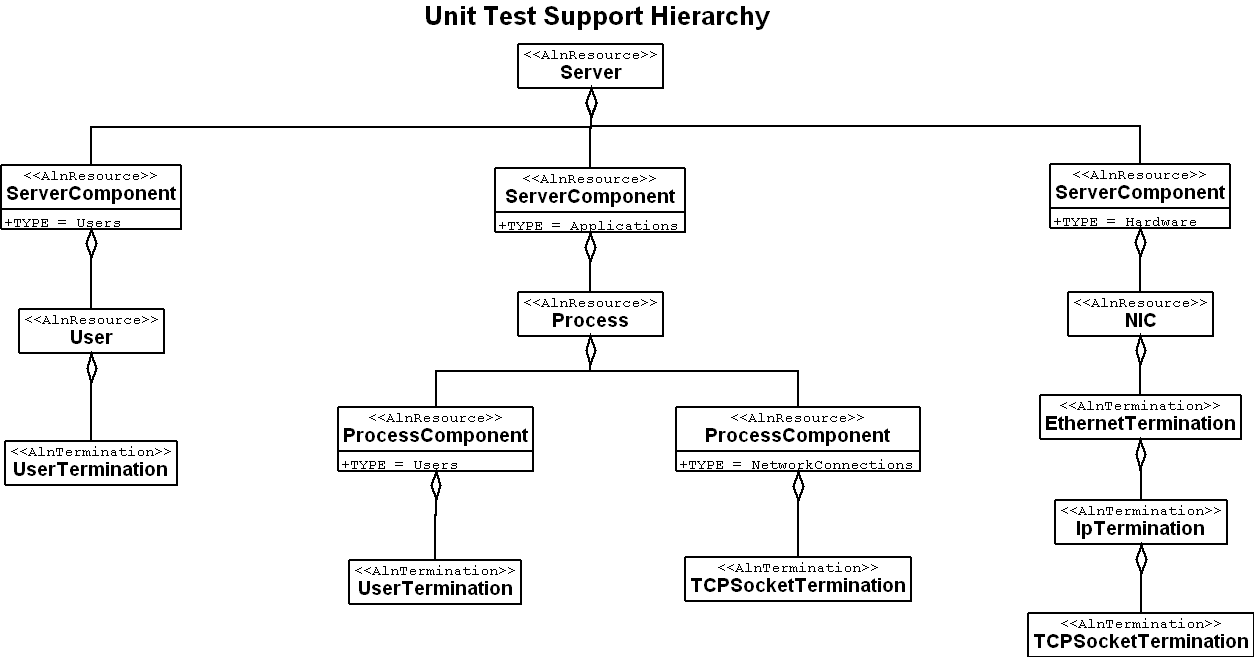 Unit Test Support Hierarchy
<<AlnResource>>
Server
<<AlnResource>>
ServerComponent
+TYPE = Users
<<AlnResource>>
ServerComponent
+TYPE = Applications
<<AlnResource>>
ServerComponent
+TYPE = Hardware
<<AlnResource>>
User
<<AlnResource>>
Process
<<AlnResource>>
NIC
<<AlnTermination>>
UserTermination
<<AlnResource>>
ProcessComponent
+TYPE = Users
<<AlnResource>>
ProcessComponent
+TYPE = NetworkConnections
<<AlnTermination>>
EthernetTermination
<<AlnTermination>>
IpTermination
<<AlnTermination>>
UserTermination
<<AlnTermination>>
TCPSocketTermination
<<AlnTermination>>
TCPSocketTermination